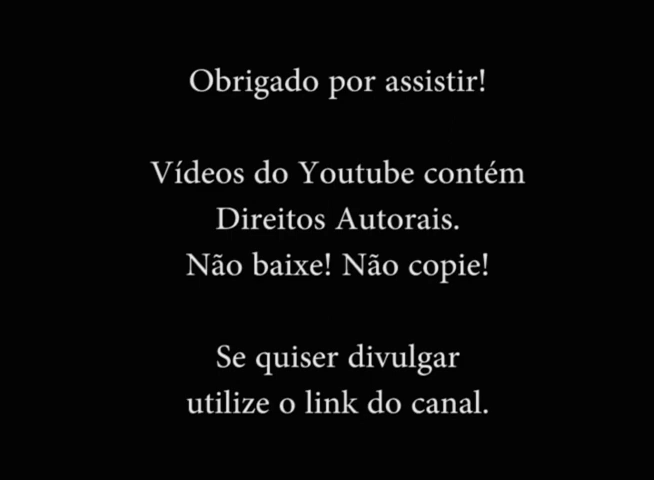 Obrigado por assistir!
Vídeos do Youtube contém
Direitos Autorais.
Não baixe! Não copie!
Se quiser divulgar
utilize o link do canal.